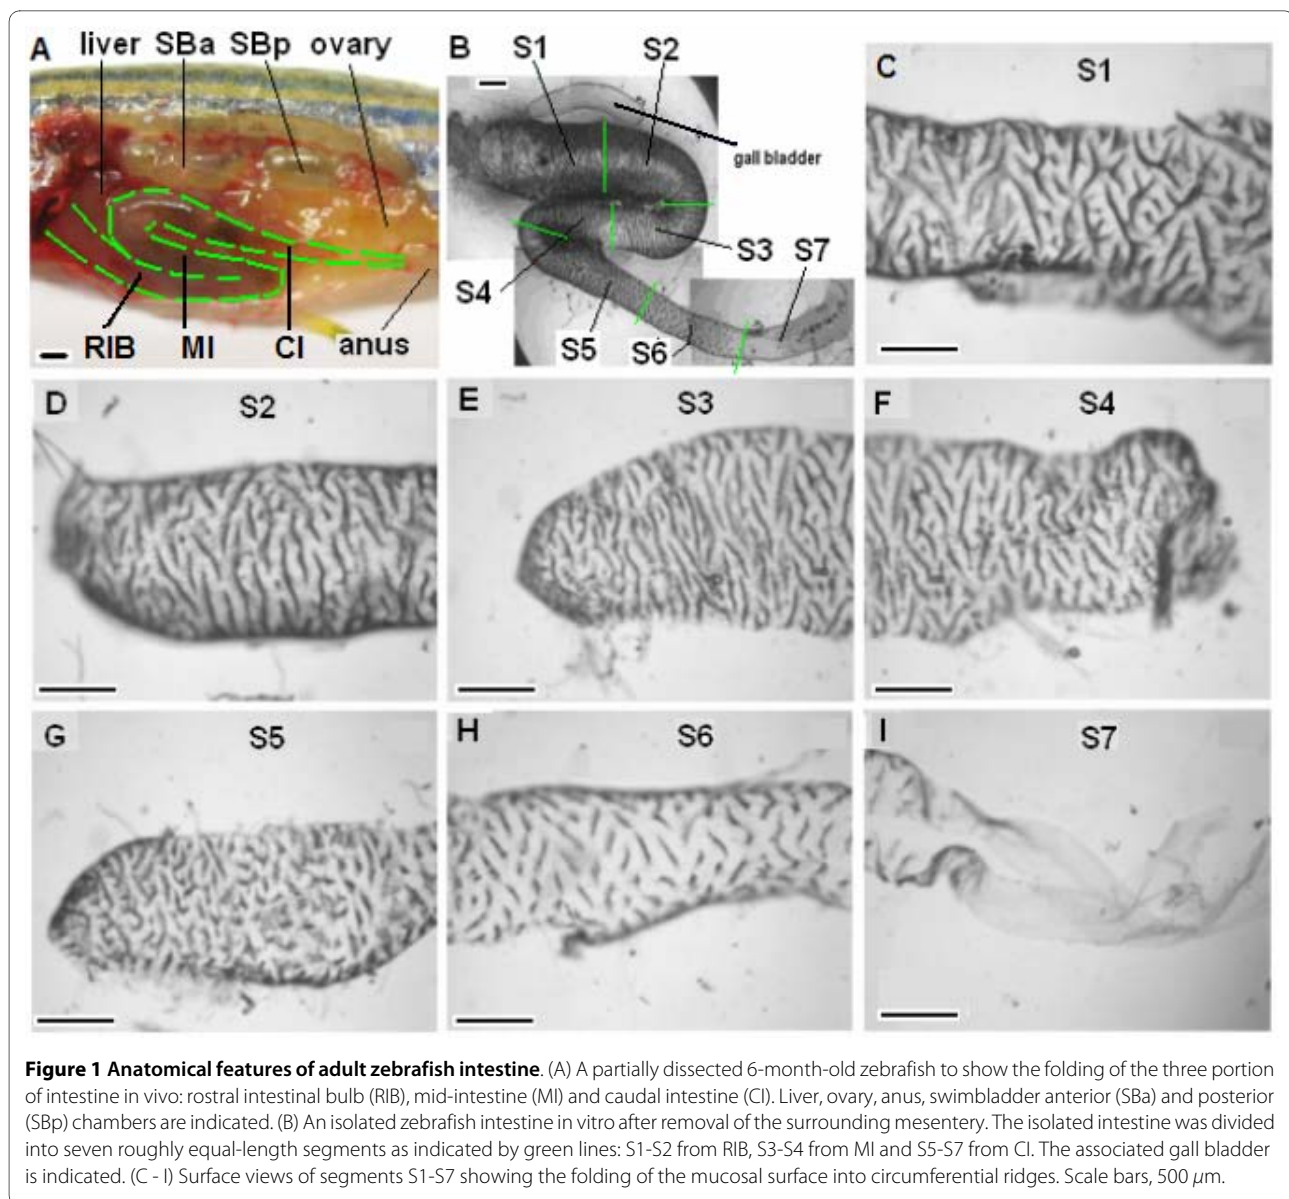 A liver SBa SBp ovary
RIB MI CI anus
B S1 S2
gall bladder
S3 S7
S4
S5 S6
C S1
D S2
E S3
F S4
G S5
H S6
I S7
Figure 1 Anatomical features of adult zebrafish intestine. (A) A partially dissected 6-month-old zebrafish to show the folding of the three portion
of intestine in vivo: rostral intestinal bulb (RIB), mid-intestine (MI) and caudal intestine (CI). Liver, ovary, anus, swimbladder anterior (SBa) and posterior
(SBp) chambers are indicated. (B) An isolated zebrafish intestine in vitro after removal of the surrounding mesentery. The isolated intestine was divided
into seven roughly equal-length segments as indicated by green lines: S1-S2 from RIB, S3-S4 from MI and S5-S7 from CI. The associated gall bladder
is indicated. (C - I) Surface views of segments S1-S7 showing the folding of the mucosal surface into circumferential ridges. Scale bars, 500 μm.